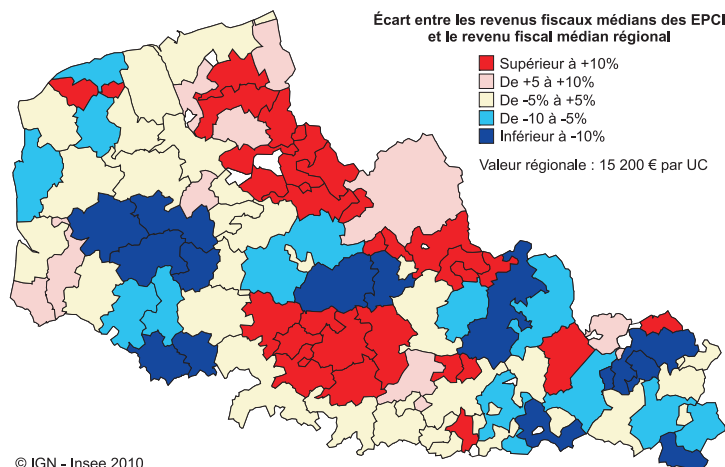 Écart entre les revenus fiscaux médians des EPCI
et le revenu fiscal médian régional
Supérieur à +10%
De +5 à +10%
De -5% à +5%
De -10 à -5%
Inférieur à -10%
Valeur régionale : 15 200 € par UC
© IGN - Insee 2010